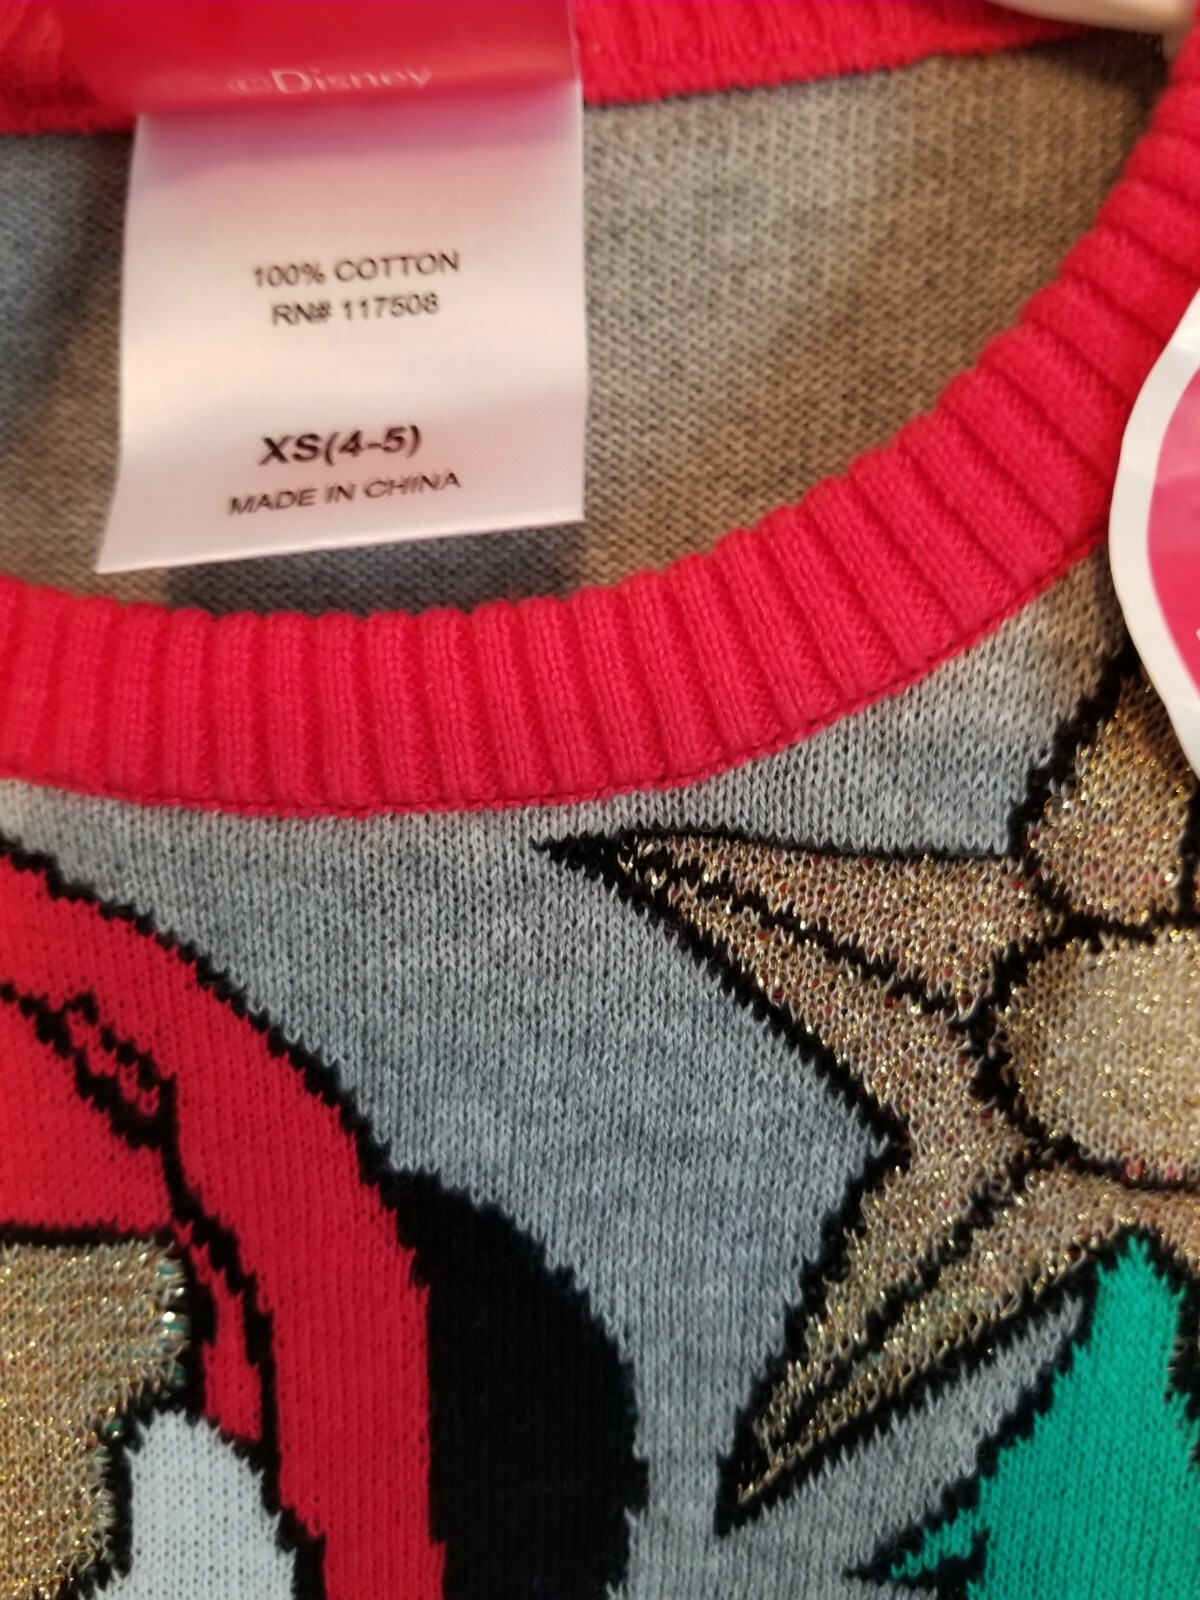 ©Disney
100% COTTON
RN# 117508
XS(4-5)
MADE IN CHINA